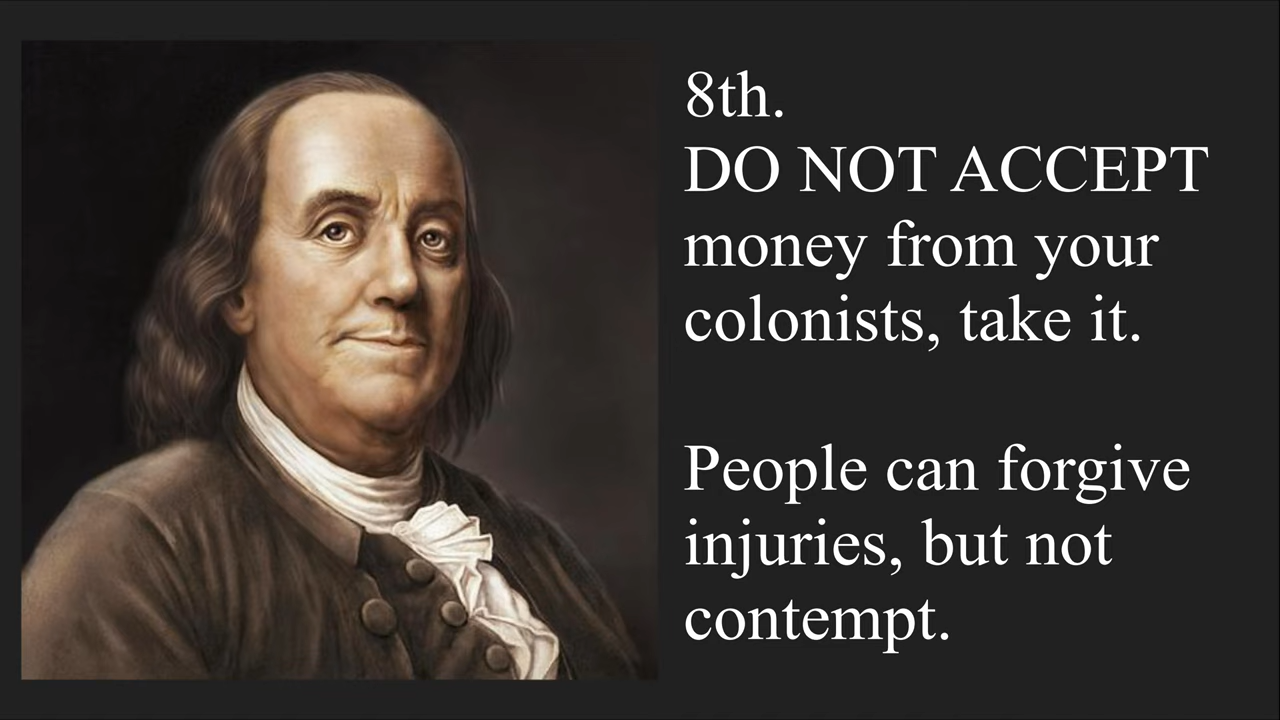 8th.
DO NOT ACCEPT
money from your
colonists, take it.
People can forgive
injuries, but not
contempt.